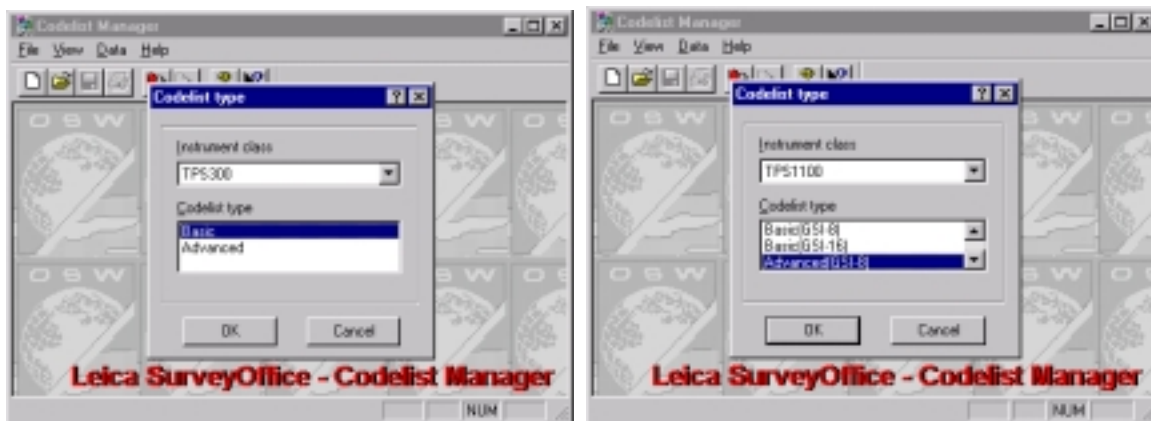 Codelist Manager
File View Data Help
Codelist type
Instrument class
TPS300
Codelist type
Basic
Advanced
OK Cancel
OSW
Leica SurveyOffice - Codelist Manager
NUM
Codelist Manager
File View Data Help
Codelist type
Instrument class
TPS1100
Codelist type
Basic(GSI-8)
Basic(GSI-16)
Advanced(GSI-8)
OK Cancel
OSW
Leica SurveyOffice - Codelist Manager
NUM